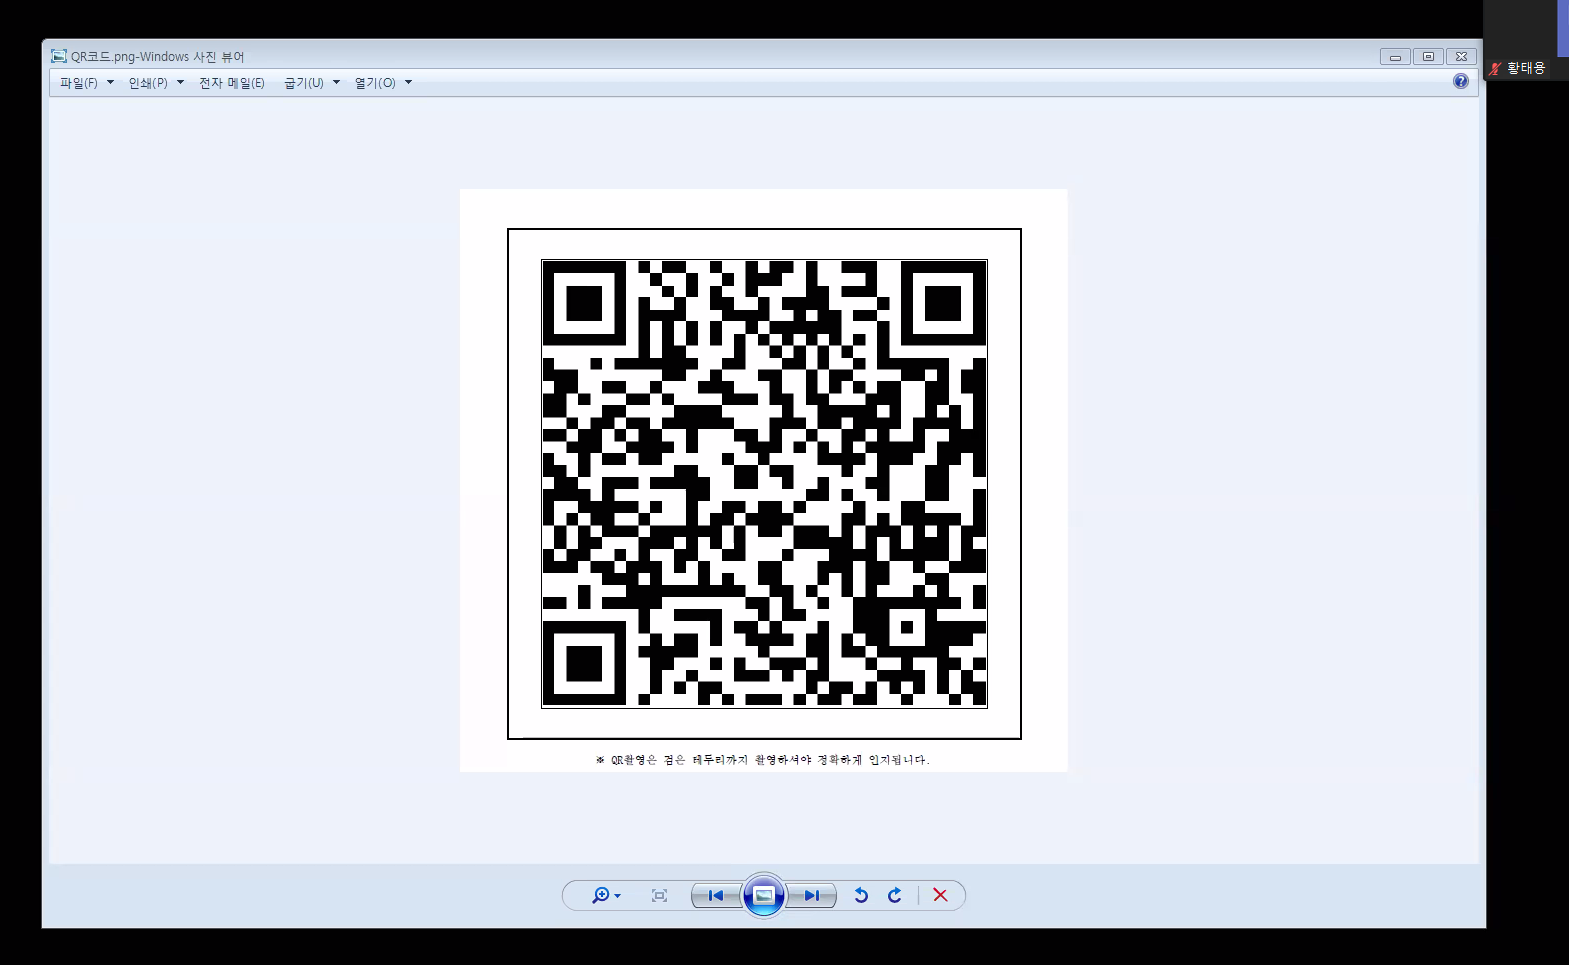 QR코드.png-Windows 사진 뷰어
황태용
파일(F) 인쇄(P) 전자 메일(E) 굽기(U) 열기(O)
※ QR촬영은 검은 테두리까지 촬영하셔야 정확하게 인지됩니다.